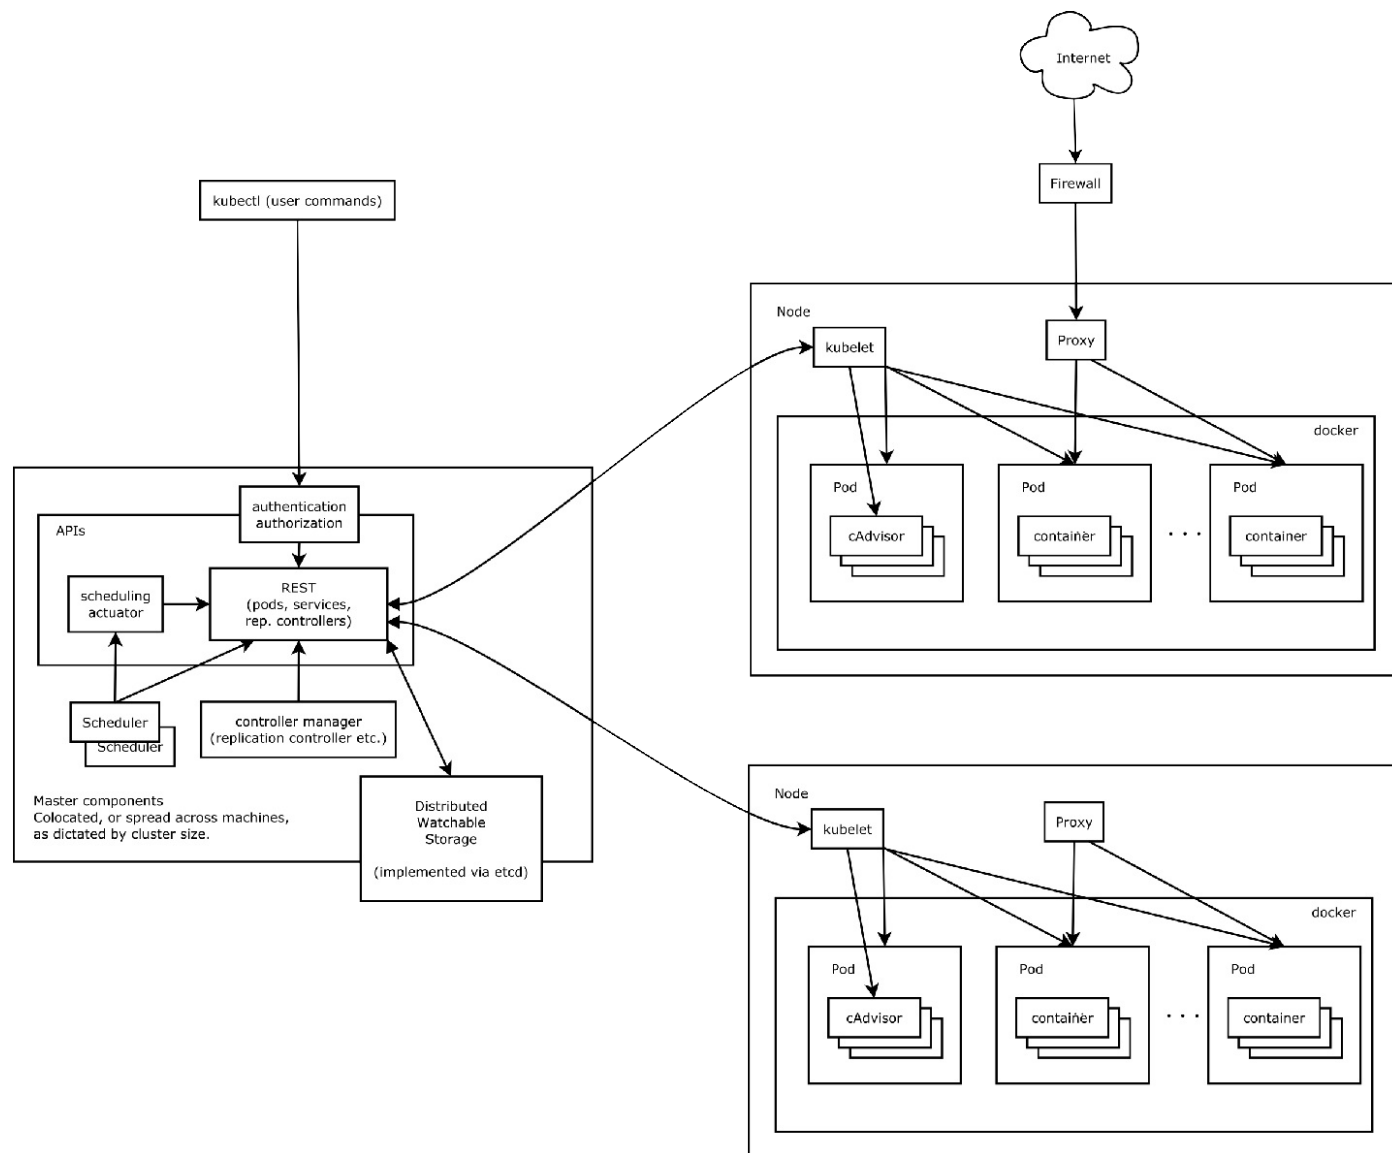 Internet
Firewall
kubectl (user commands)
Node
kubelet
Proxy
docker
Pod
Pod
Pod
cAdvisor
container
. . .
container
authentication
authorization
APIs
REST
(pods, services,
rep. controllers)
scheduling
actuator
Scheduler
Scheduler
controller manager
(replication controller etc.)
Master components
Colocated, or spread across machines,
as dictated by cluster size.
Distributed
Watchable
Storage
(implemented via etcd)
Node
kubelet
Proxy
docker
Pod
Pod
Pod
cAdvisor
container
. . .
container